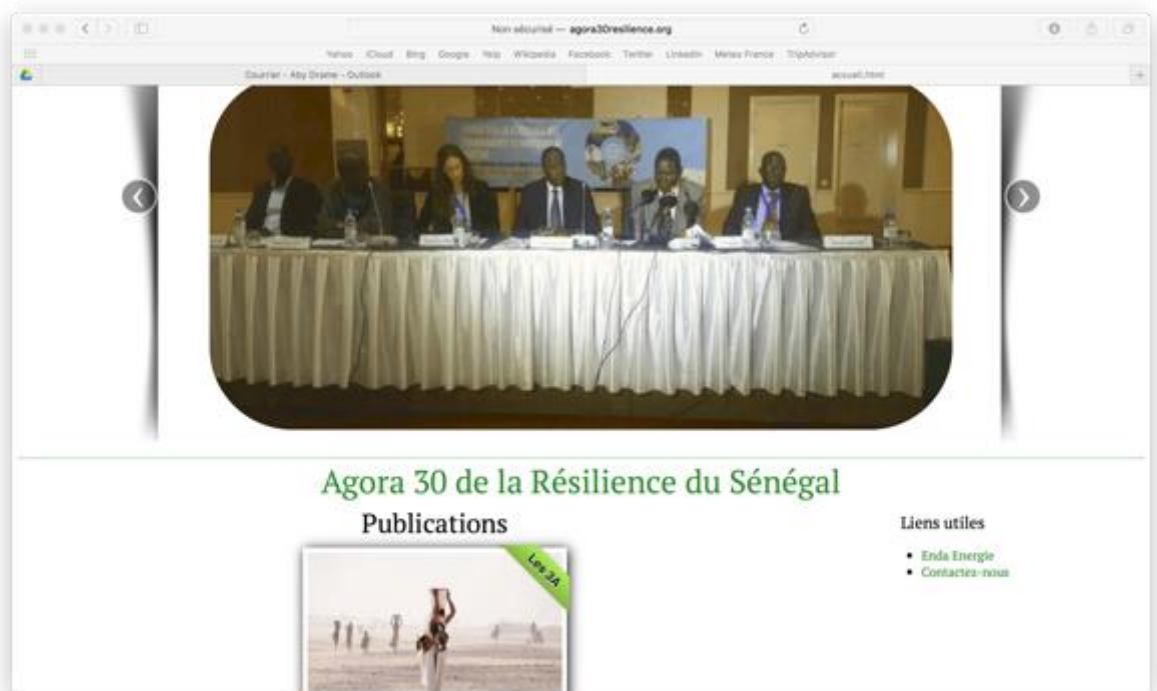 Non sécurisé — agora30resilience.org
Yahoo iCloud Bing Google Yelp Wikipedia Facebook Twitter LinkedIn Météo France TripAdvisor
Courrier - Aby Drame - Outlook
accueil.html
Agora 30 de la Résilience du Sénégal
Publications
Les 3A
Liens utiles
Enda Energie
Contactez-nous